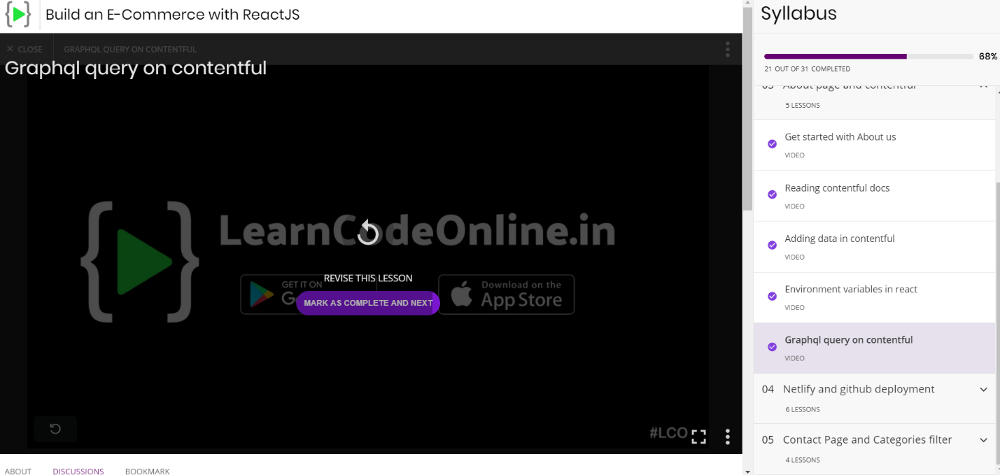 Build an E-Commerce with ReactJS
CLOSE
GRAPHQL QUERY ON CONTENTFUL
Graphql query on contentful
LearnCodeOnline.in
REVISE THIS LESSON
GET IT ON
MARK AS COMPLETE AND NEXT
Download on the
App Store
#LCO
ABOUT
DISCUSSIONS
BOOKMARK
Syllabus
68%
21 OUT OF 31 COMPLETED
03 About page and contentful
5 LESSONS
Get started with About us
VIDEO
Reading contentful docs
VIDEO
Adding data in contentful
VIDEO
Environment variables in react
VIDEO
Graphql query on contentful
VIDEO
04 Netlify and github deployment
6 LESSONS
05 Contact Page and Categories filter
4 LESSONS